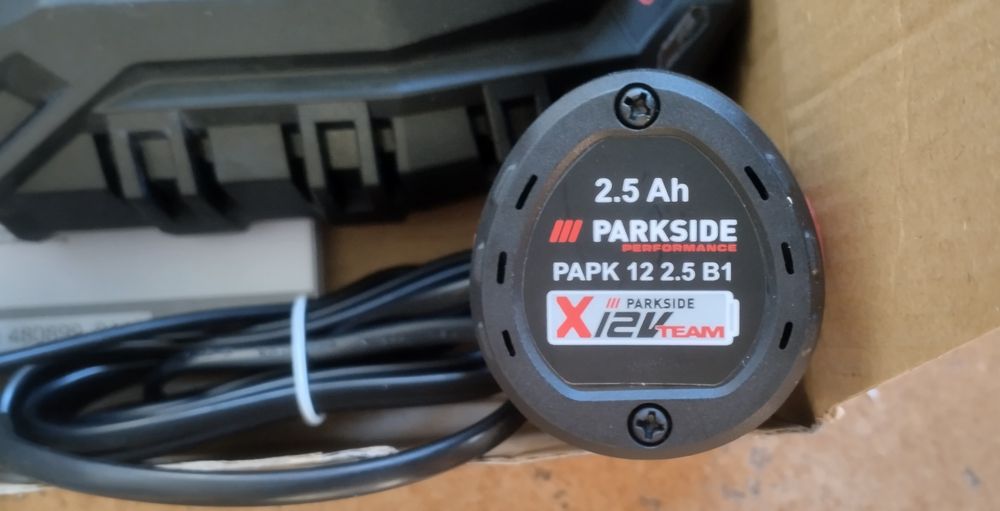 2.5 Ah
/// PARKSIDE
PERFORMANCE
PAPK 12 2.5 B1
/// PARKSIDE
X12V TEAM